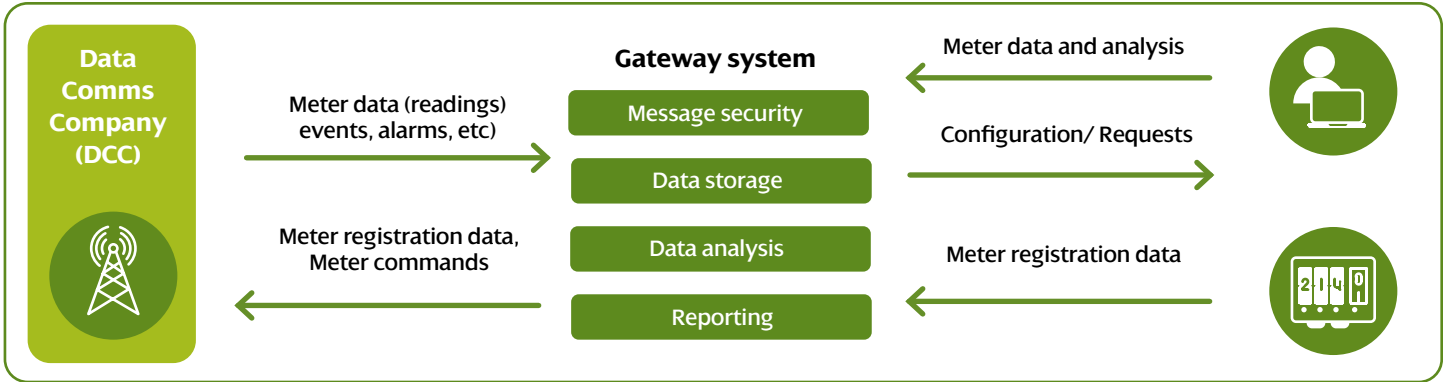 Data
Comms
Company
(DCC)
Meter data (readings)
events, alarms, etc)
Meter registration data,
Meter commands
Gateway system
Message security
Data storage
Data analysis
Reporting
Meter data and analysis
Configuration/ Requests
Meter registration data
2 1 4